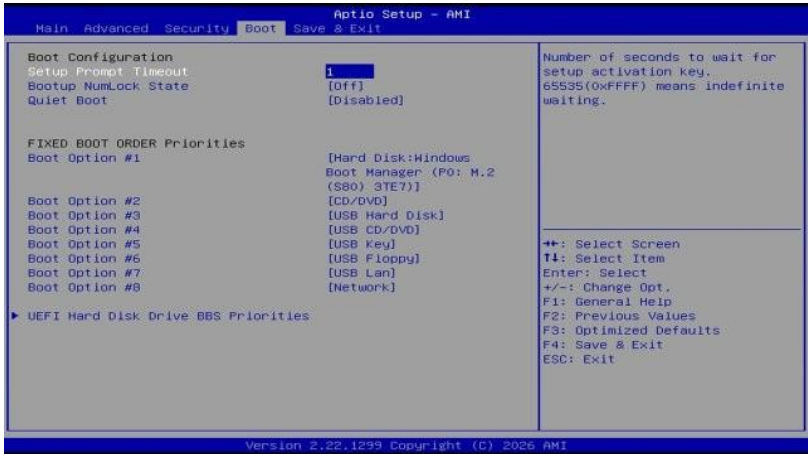 Aptio Setup - AMI
Main Advanced Security Boot Save & Exit
Boot Configuration
Setup Prompt Timeout 1
Bootup NumLock State [Off]
Quiet Boot [Disabled]
FIXED BOOT ORDER Priorities
Boot Option #1 [Hard Disk:Windows
Boot Manager (P0: M.2
(S80) 3TE7)]
Boot Option #2 [CD/DVD]
Boot Option #3 [USB Hard Disk]
Boot Option #4 [USB CD/DVD]
Boot Option #5 [USB Key]
Boot Option #6 [USB Floppy]
Boot Option #7 [USB Lan]
Boot Option #8 [Network]
▶ UEFI Hard Disk Drive BBS Priorities
Number of seconds to wait for
setup activation key.
65535(0xFFFF) means indefinite
waiting.
→←: Select Screen
↑↓: Select Item
Enter: Select
+/-: Change Opt.
F1: General Help
F2: Previous Values
F3: Optimized Defaults
F4: Save & Exit
ESC: Exit
Version 2.22.1299 Copyright (C) 2026 AMI